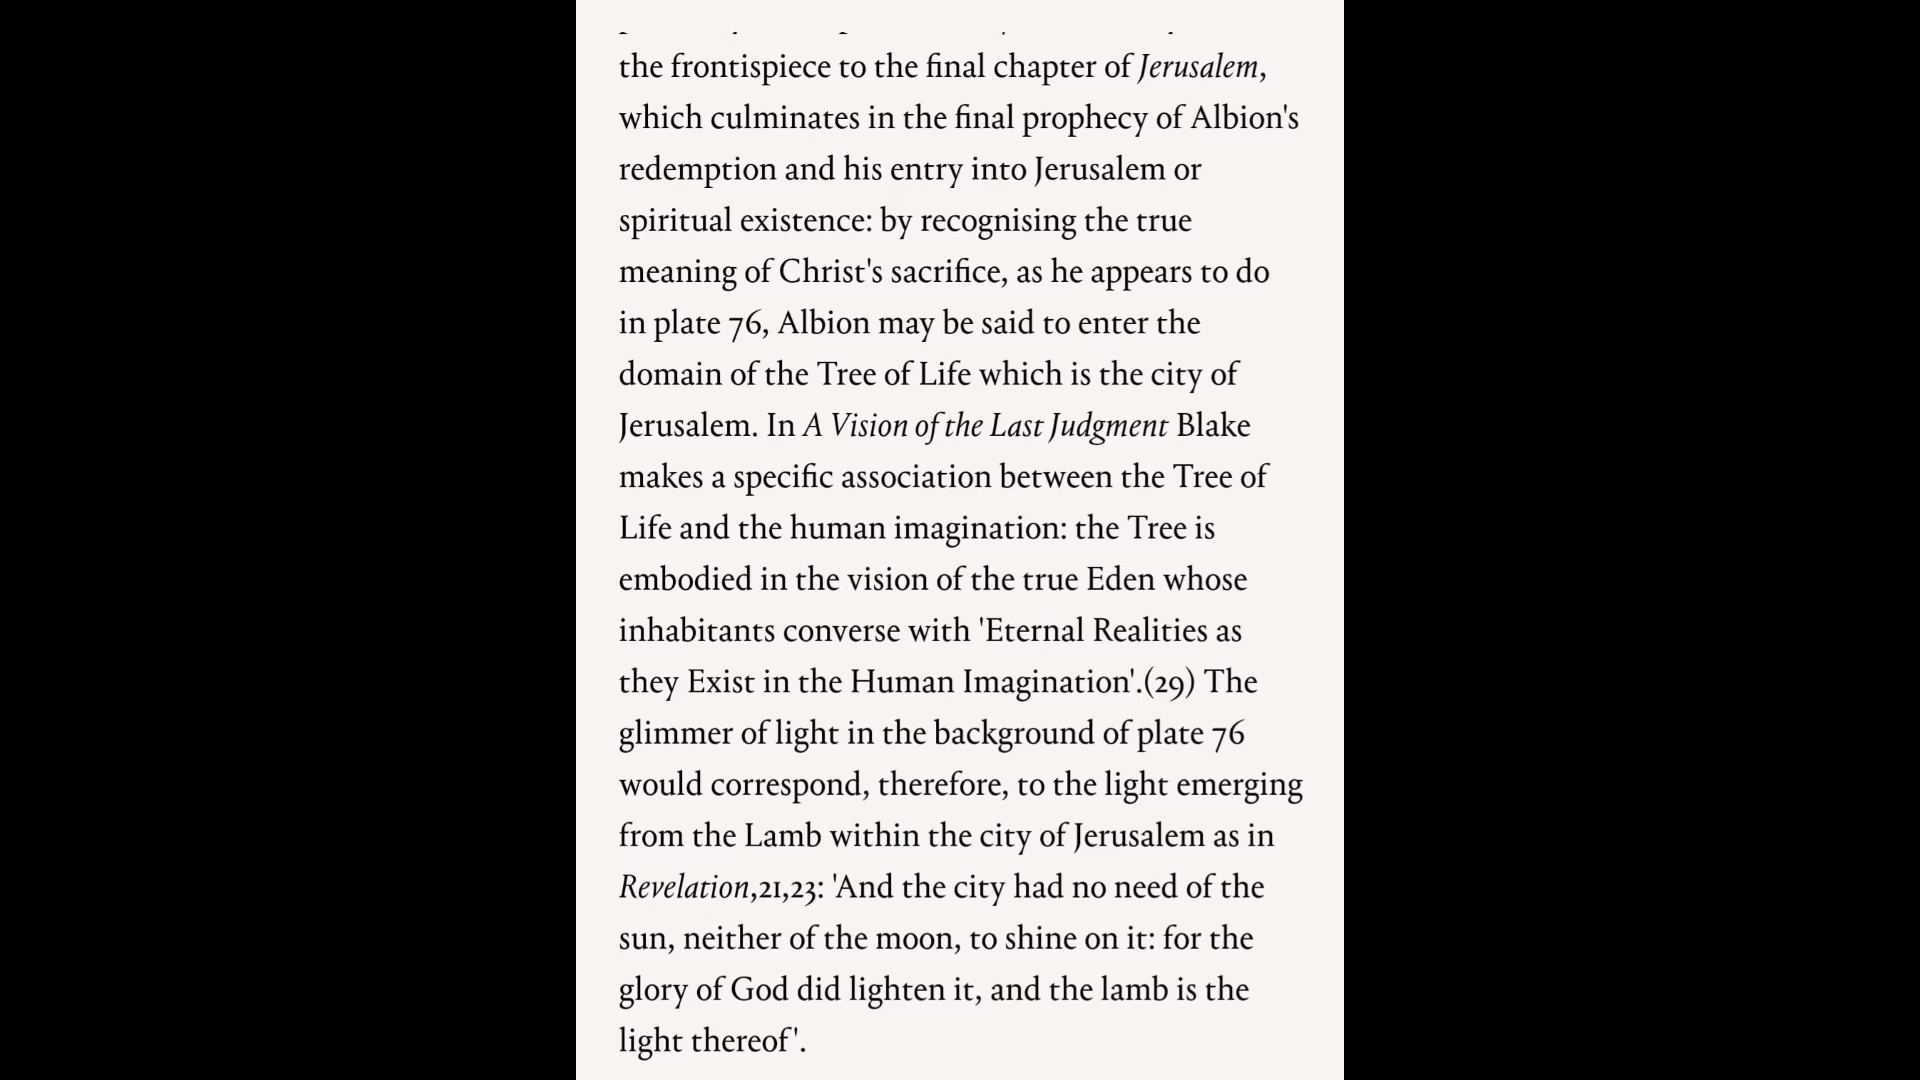 the frontispiece to the final chapter of Jerusalem,
which culminates in the final prophecy of Albion's
redemption and his entry into Jerusalem or
spiritual existence: by recognising the true
meaning of Christ's sacrifice, as he appears to do
in plate 76, Albion may be said to enter the
domain of the Tree of Life which is the city of
Jerusalem. In A Vision of the Last Judgment Blake
makes a specific association between the Tree of
Life and the human imagination: the Tree is
embodied in the vision of the true Eden whose
inhabitants converse with 'Eternal Realities as
they Exist in the Human Imagination'.(29) The
glimmer of light in the background of plate 76
would correspond, therefore, to the light emerging
from the Lamb within the city of Jerusalem as in
Revelation,21,23: 'And the city had no need of the
sun, neither of the moon, to shine on it: for the
glory of God did lighten it, and the lamb is the
light thereof'.